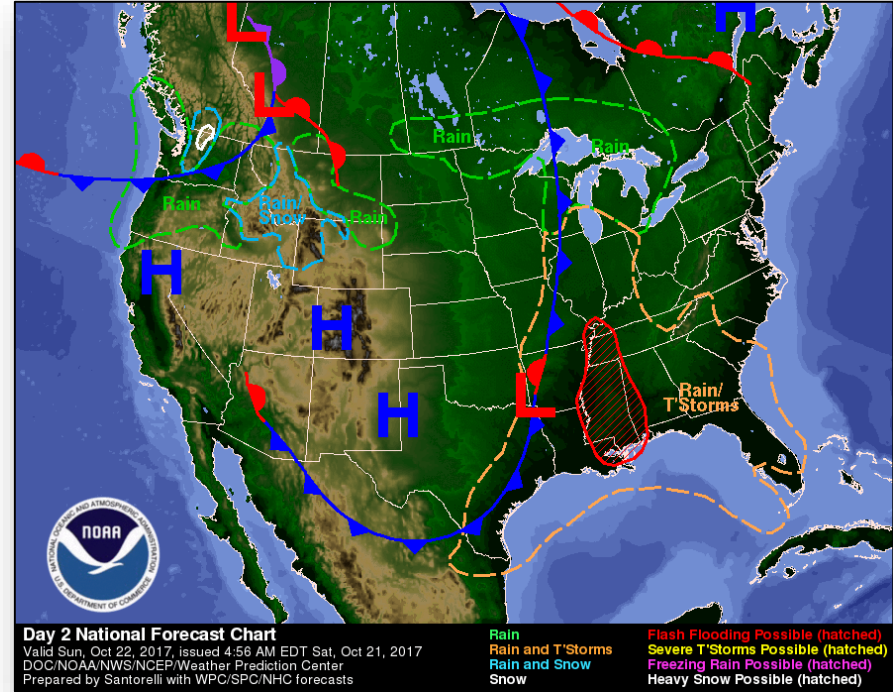 L
H
L
Rain
Rain
Rain
Rain/
Snow
Rain
H
H
L
H
Rain/
T'Storms
NATIONAL OCEANIC AND ATMOSPHERIC ADMINISTRATION
NOAA
U.S. DEPARTMENT OF COMMERCE
Day 2 National Forecast Chart
Valid Sun, Oct 22, 2017, issued 4:56 AM EDT Sat, Oct 21, 2017
DOC/NOAA/NWS/NCEP/Weather Prediction Center
Prepared by Santorelli with WPC/SPC/NHC forecasts
Rain
Rain and T'Storms
Rain and Snow
Snow
Flash Flooding Possible (hatched)
Severe T'Storms Possible (hatched)
Freezing Rain Possible (hatched)
Heavy Snow Possible (hatched)